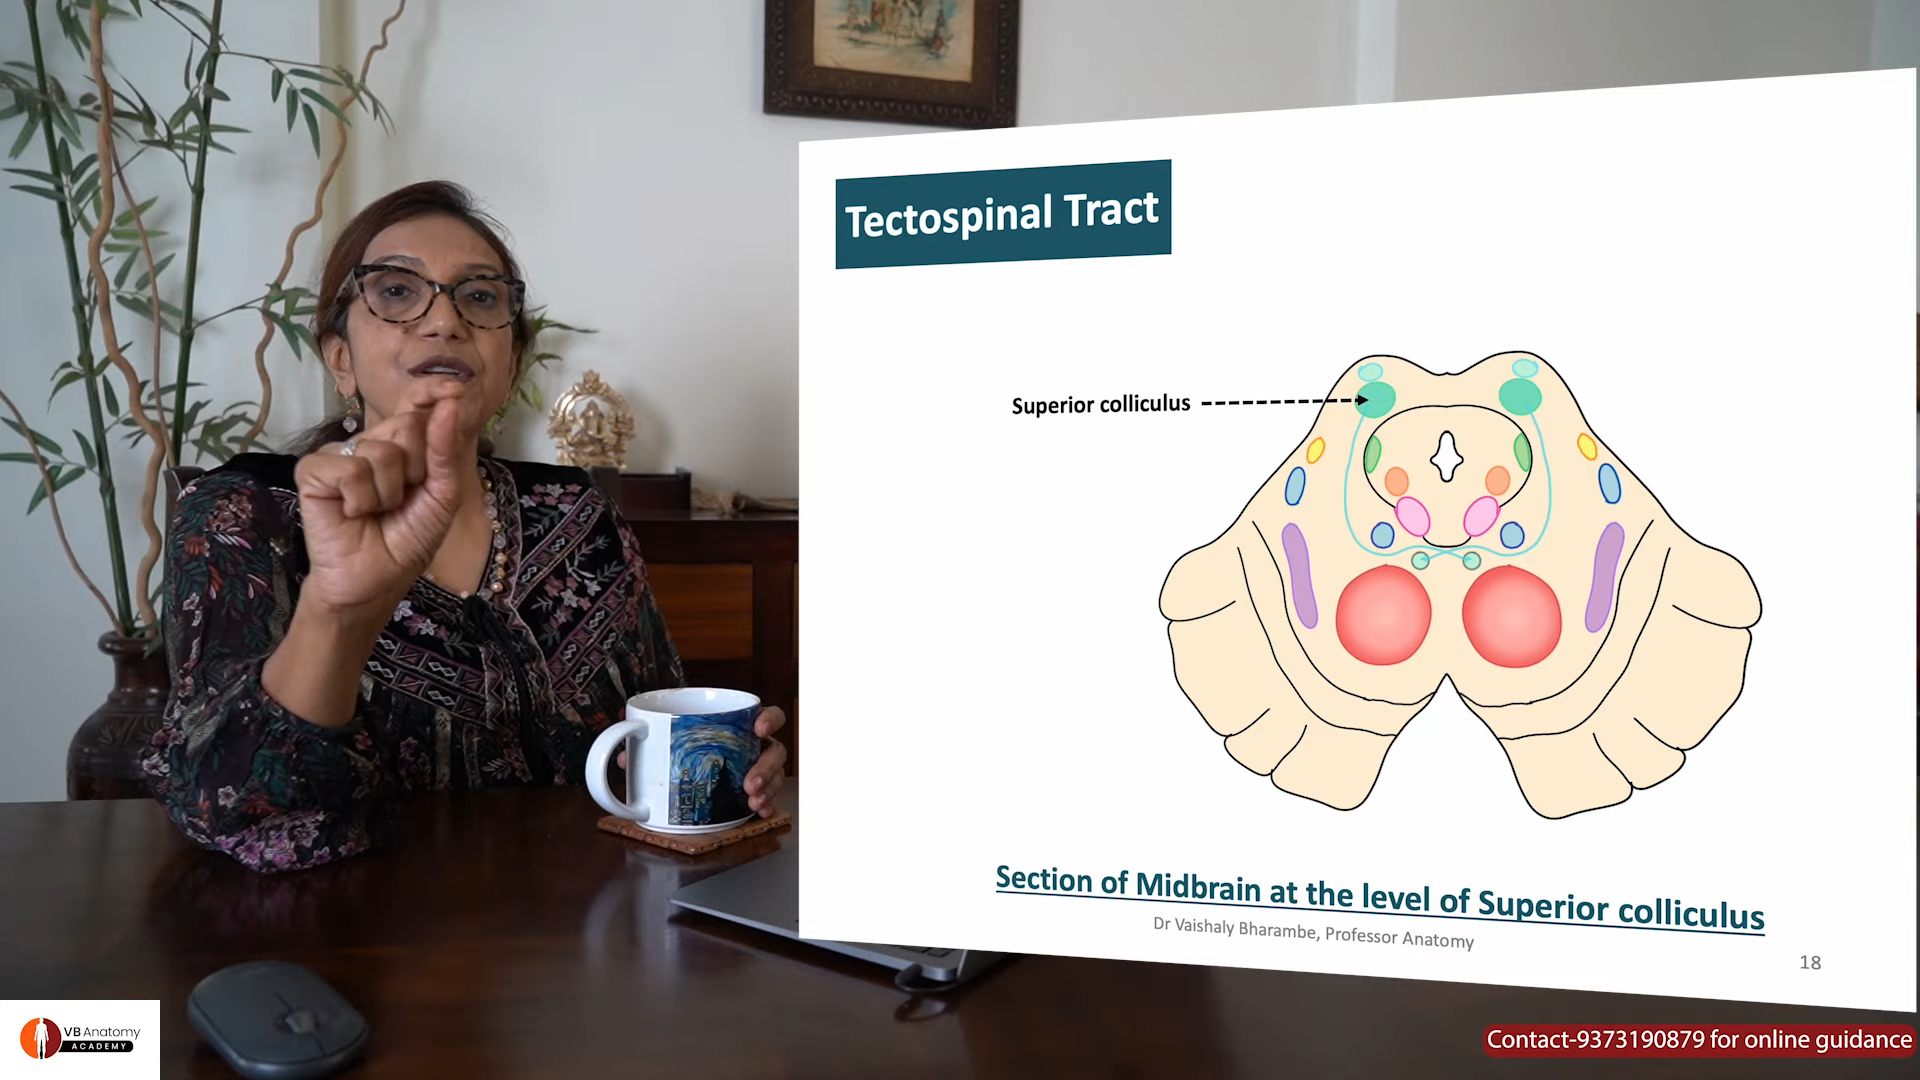 Tectospinal Tract
Superior colliculus
Section of Midbrain at the level of Superior colliculus
Dr Vaishaly Bharambe, Professor Anatomy
18
VB Anatomy
ACADEMY
Contact-9373190879 for online guidance